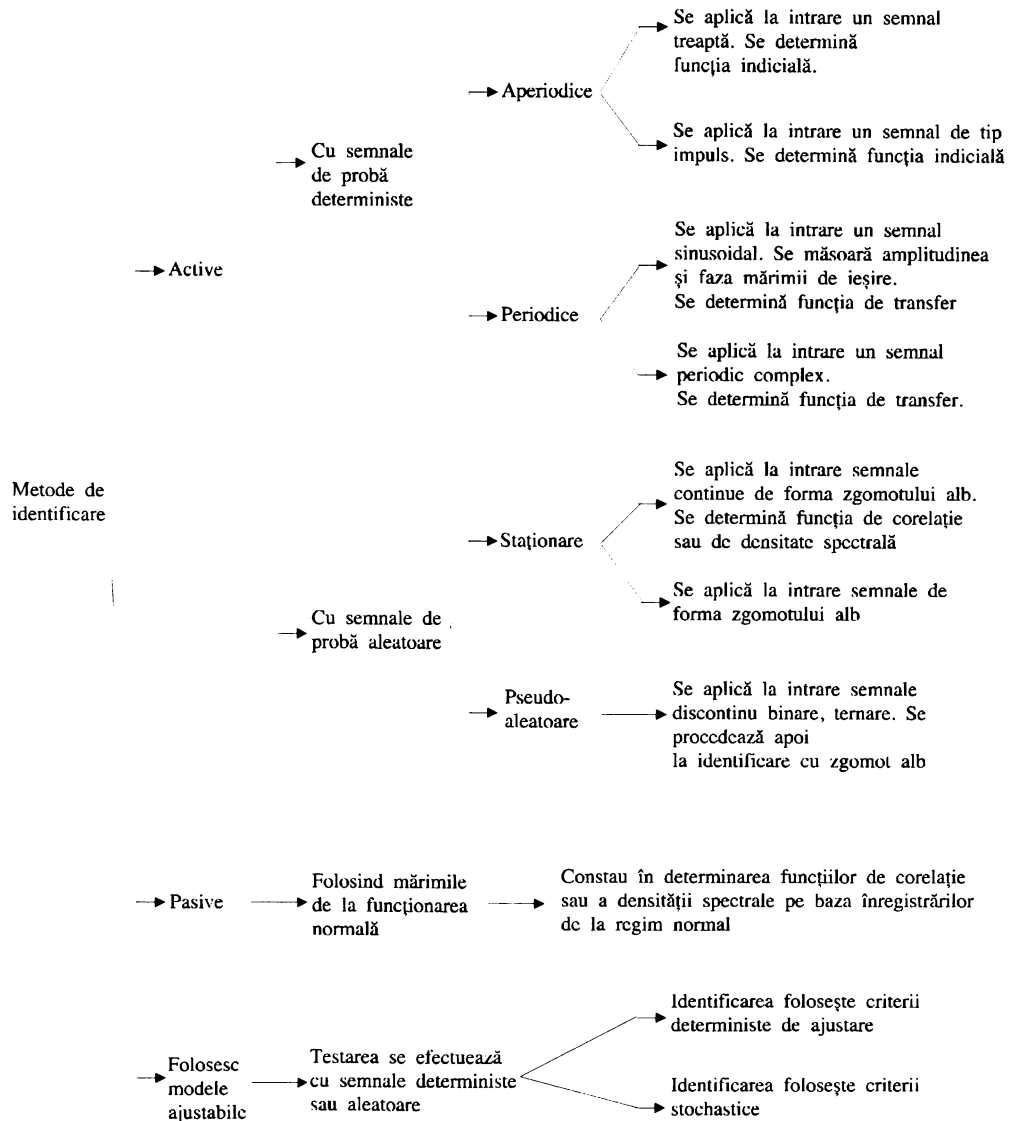 Se aplică la intrare un semnal
treaptă. Se determină
funcția indicială.
Aperiodice
Se aplică la intrare un semnal de tip
impuls. Se determină funcția indicială
Cu semnale
de probă
deterministe
Se aplică la intrare un semnal
sinusoidal. Se măsoară amplitudinea
și faza mărimii de ieșire.
Se determină funcția de transfer
Active
Periodice
Se aplică la intrare un semnal
periodic complex.
Se determină funcția de transfer.
Metode de
identificare
Se aplică la intrare semnale
continue de forma zgomotului alb.
Se determină funcția de corelație
sau de densitate spectrală
Staționare
Se aplică la intrare semnale de
forma zgomotului alb
Cu semnale de
probă aleatoare
Pseudo-
aleatoare
Se aplică la intrare semnale
discontinu binare, ternare. Se
procedează apoi
la identificare cu zgomot alb
Pasive
Folosind mărimile
de la funcționarea
normală
Constau în determinarea funcțiilor de corelație
sau a densității spectrale pe baza înregistrărilor
de la regim normal
Folosesc
modele
ajustabile
Testarea se efectuează
cu semnale deterministe
sau aleatoare
Identificarea folosește criterii
deterministe de ajustare
Identificarea folosește criterii
stochastice